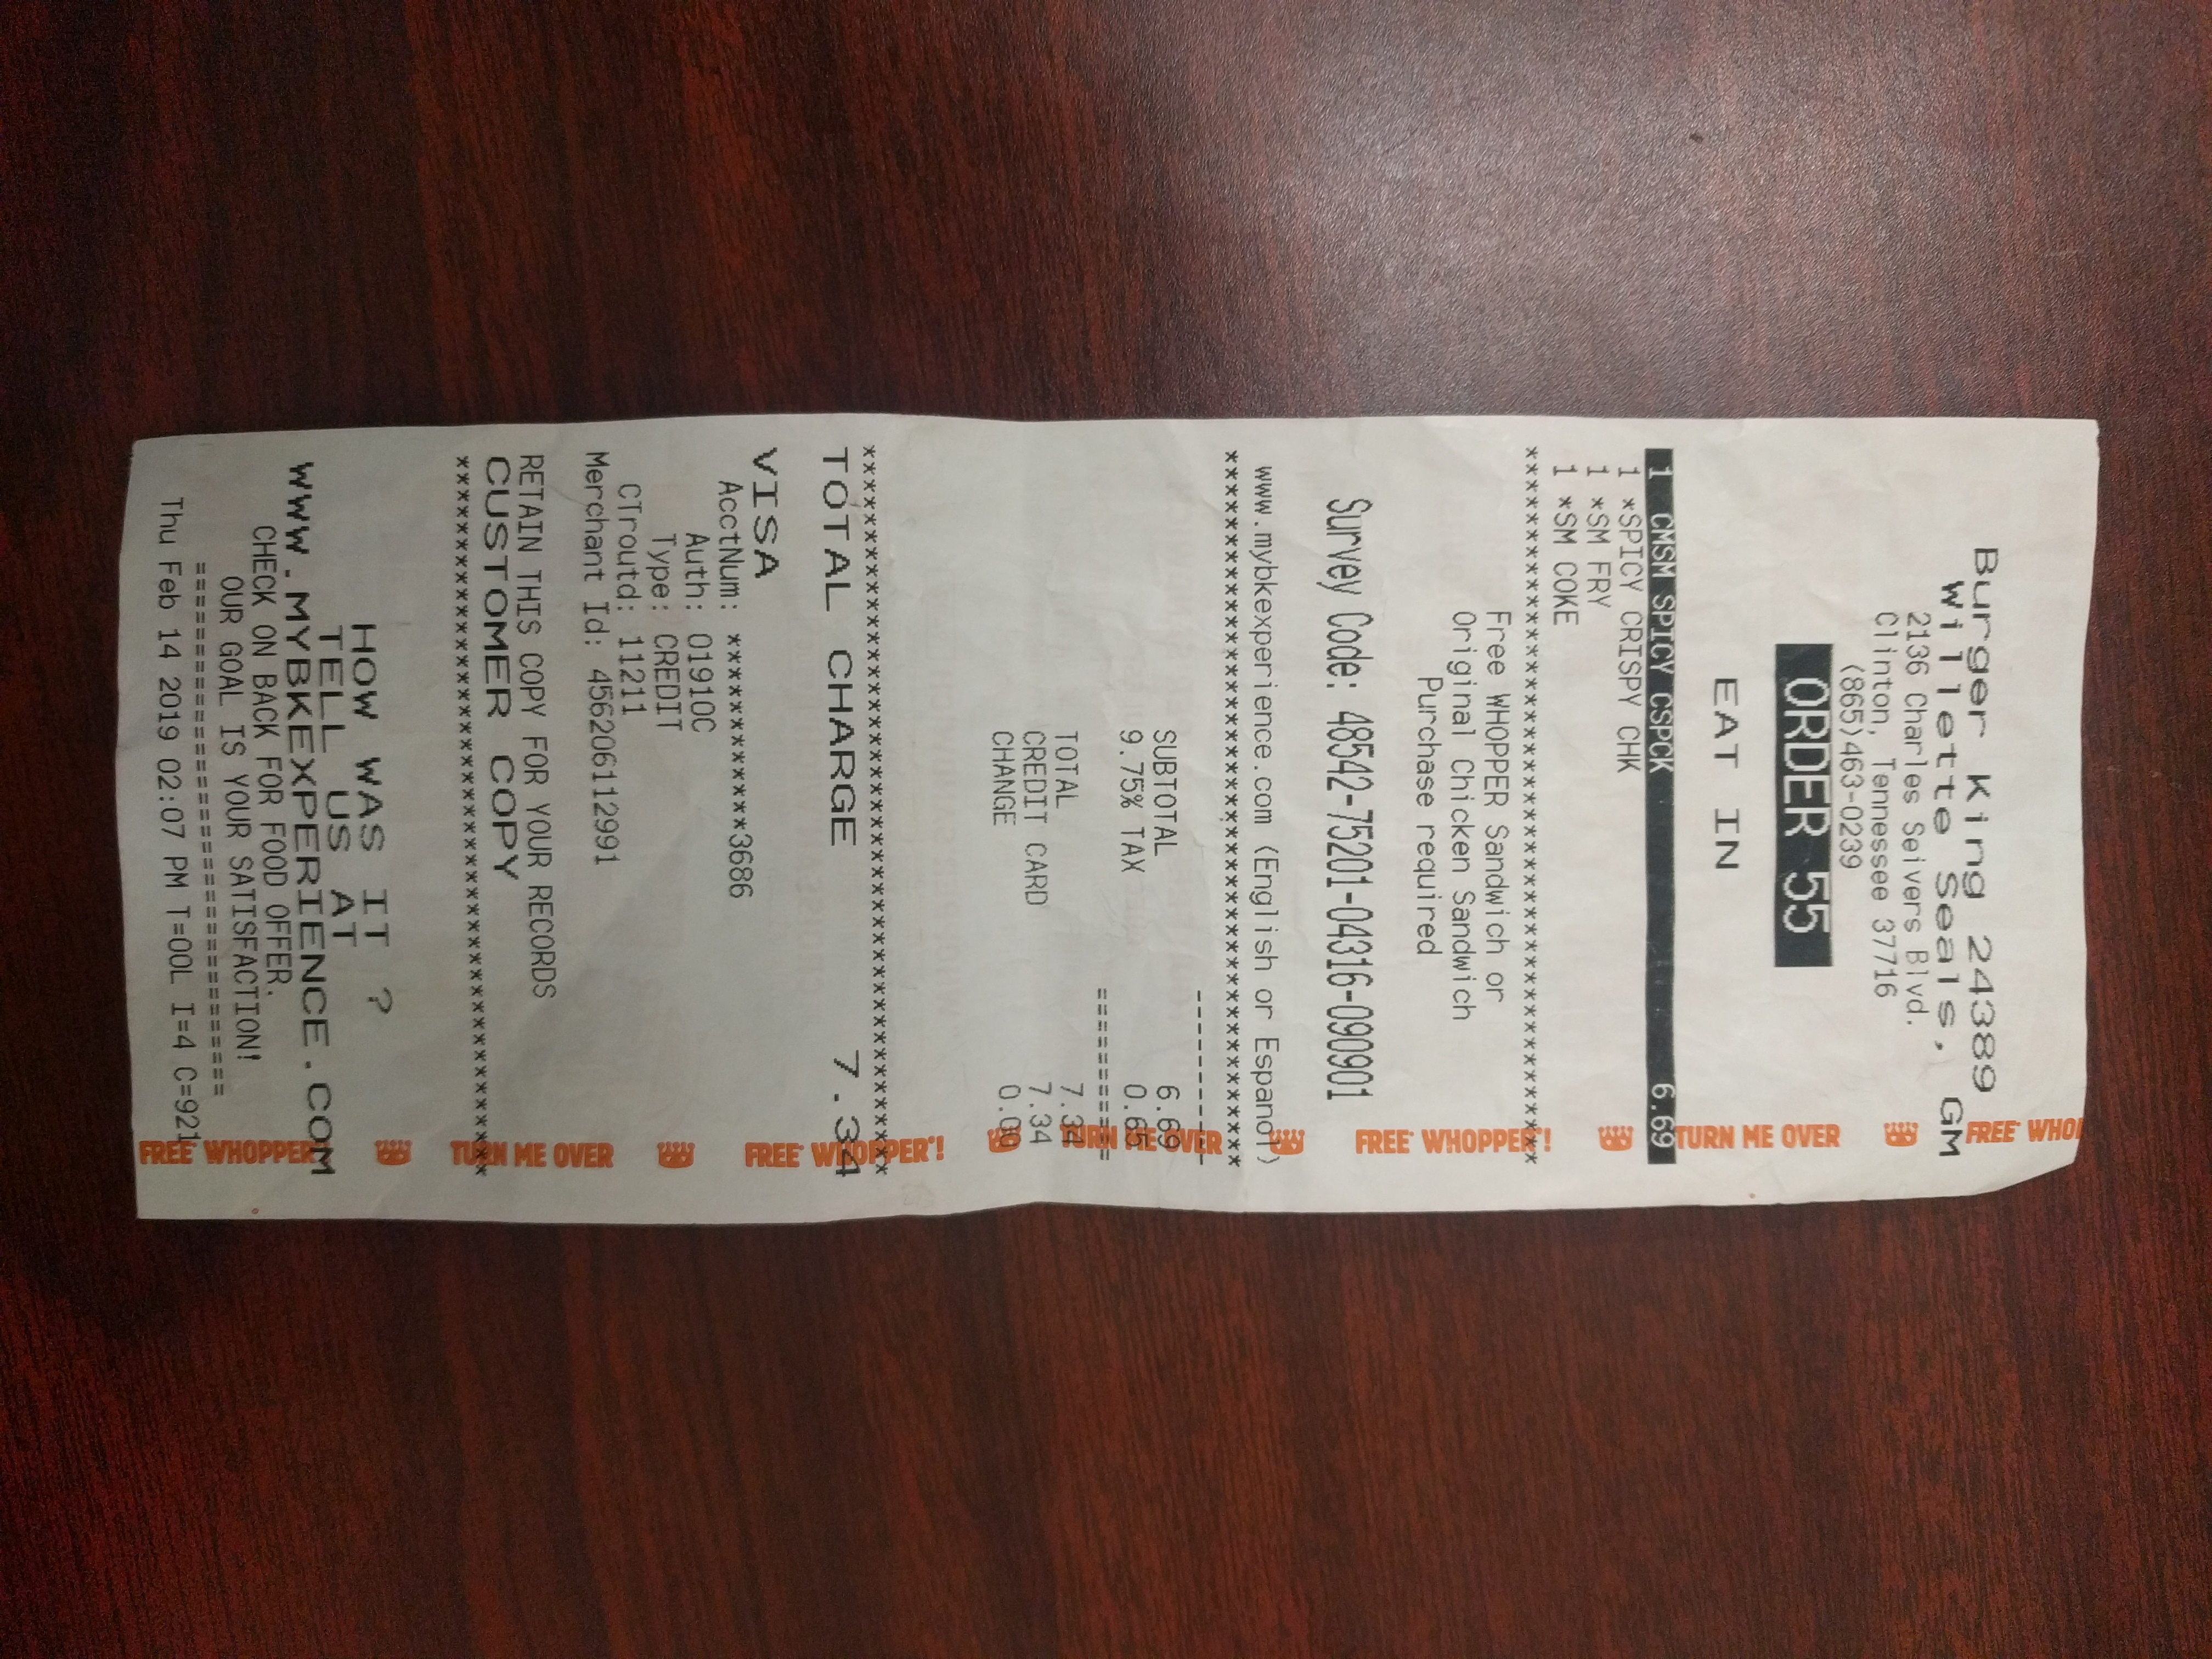 Burger King 24389
Willette Seals, GM
2136 Charles Seivers Blvd.
Clinton, Tennessee 37716
(865)463-0239
ORDER 55
EAT IN
1 CMSM SPICY CSPCK 6.69
1 *SPICY CRISPY CHK
1 *SM FRY
1 *SM COKE
****************************************
Free WHOPPER Sandwich or
Original Chicken Sandwich
Purchase required
Survey Code: 48542-75201-04316-090901
www.mybkexperience.com (English or Espanol)
****************************************
SUBTOTAL 6.69
9.75% TAX 0.65
TOTAL 7.34
CREDIT CARD 7.34
CHANGE 0.00
****************************************
TOTAL CHARGE 7.34
VISA
AcctNum: ************3686
Auth: 01910C
Type: CREDIT
CTroutd: 11211
Merchant Id: 456206112991
RETAIN THIS COPY FOR YOUR RECORDS
CUSTOMER COPY
****************************************
HOW WAS IT ?
TELL US AT
WWW.MYBKEXPERIENCE.COM
CHECK ON BACK FOR FOOD OFFER.
OUR GOAL IS YOUR SATISFACTION!
==============================
Thu Feb 14 2019 02:07 PM T=00L I=4 C=921
FREE WHOPPER!
TURN ME OVER
FREE WHOPPER!
TURN ME OVER
FREE WHOPPER!
TURN ME OVER
FREE WHOP